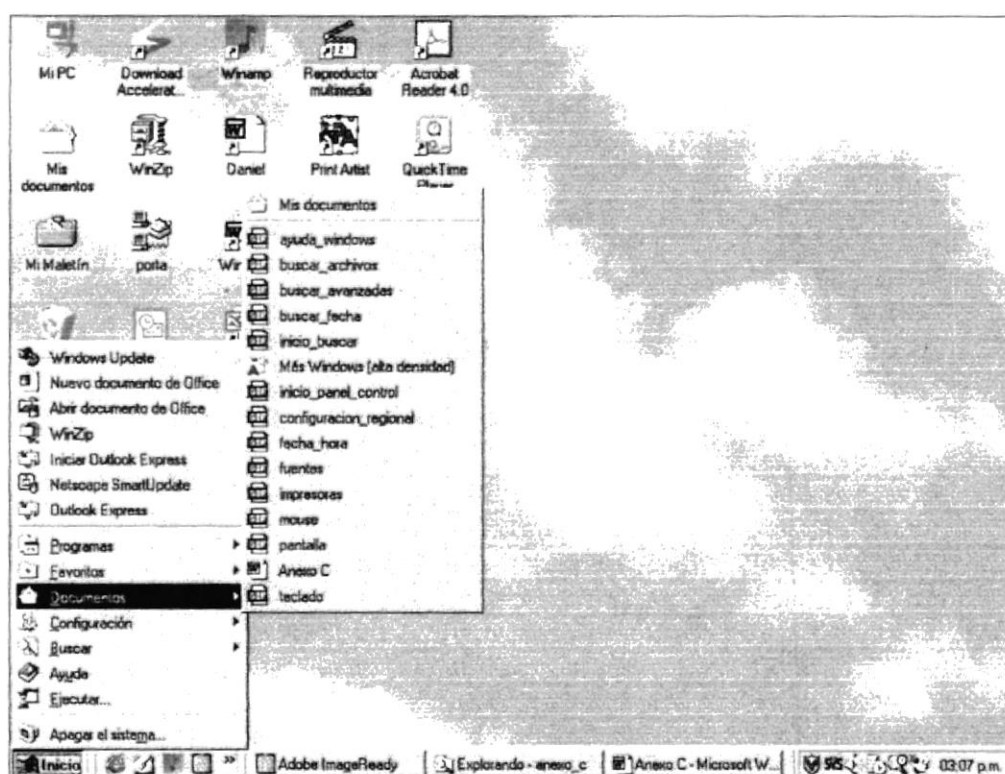 Mi PC
Download Accelerat...
Winamp
Reproductor multimedia
Acrobat Reader 4.0
Mis documentos
WinZip
Daniel
Print Artist
QuickTime Player
Mi Maletín
porta
Wir
Mis documentos
ayuda_windows
buscar_archivos
buscar_avanzadas
buscar_fecha
inicio_buscar
Más Windows (alta densidad)
inicio_panel_control
configuracion_regional
fecha_hora
fuentes
impresoras
mouse
pantalla
Anexo C
teclado
Windows Update
Nuevo documento de Office
Abrir documento de Office
WinZip
Iniciar Outlook Express
Netscape SmartUpdate
Outlook Express
Programas
Favoritos
Documentos
Configuración
Buscar
Ayuda
Ejecutar...
Apagar el sistema...
Inicio
»
Adobe ImageReady
Explorando - anexo_c
Anexo C - Microsoft W...
03:07 p.m.